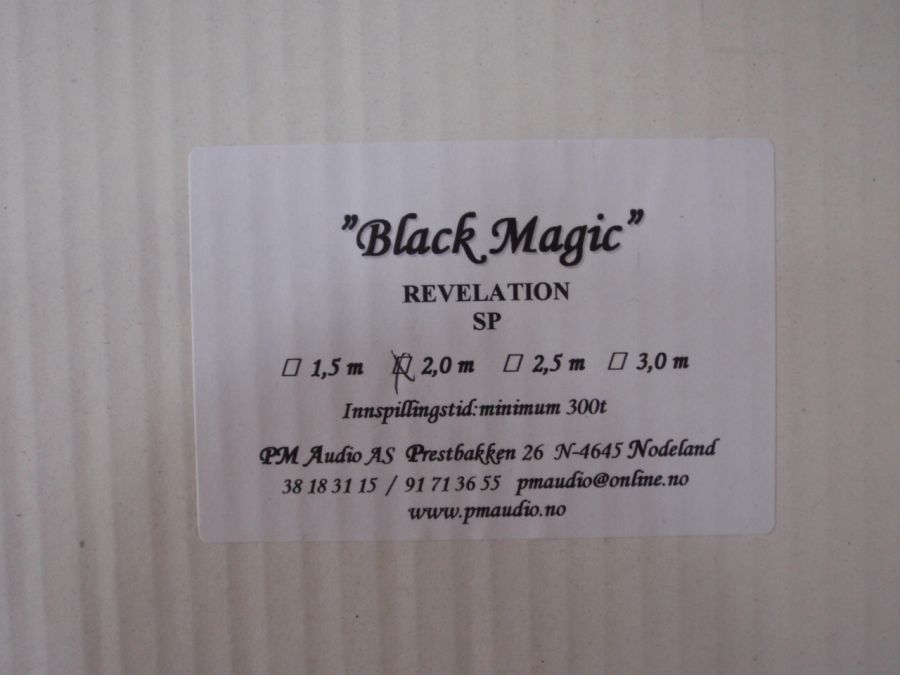 "Black Magic"
REVELATION
SP
☐ 1,5 m ☒ 2,0 m ☐ 2,5 m ☐ 3,0 m
Innspillingstid: minimum 300t
PM Audio AS Prestbakken 26 N-4645 Nodeland
38 18 31 15 / 91 71 36 55 pmaudio@online.no
www.pmaudio.no